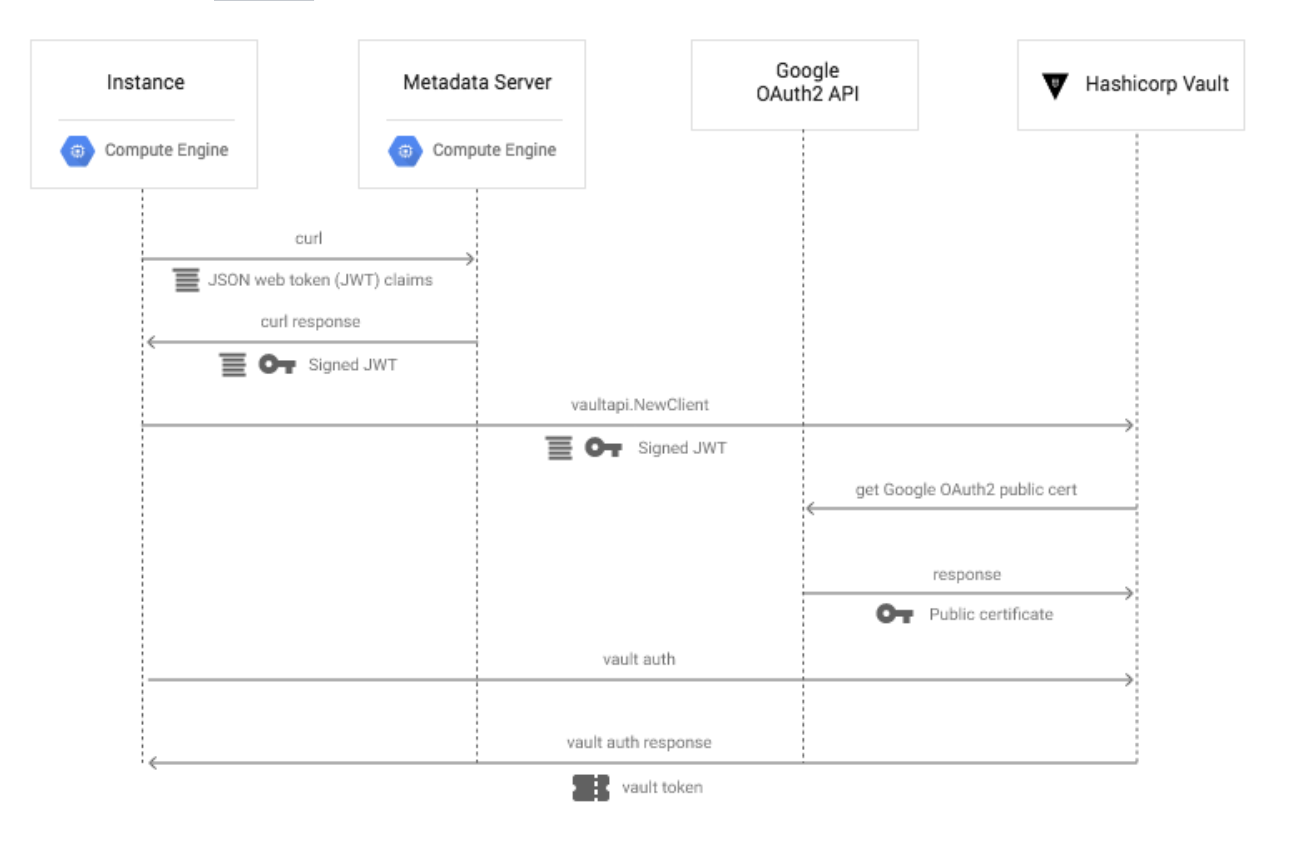 Instance
Compute Engine
Metadata Server
Compute Engine
Google
OAuth2 API
Hashicorp Vault
curl
JSON web token (JWT) claims
curl response
Signed JWT
vaultapi.NewClient
Signed JWT
get Google OAuth2 public cert
response
Public certificate
vault auth
vault auth response
vault token